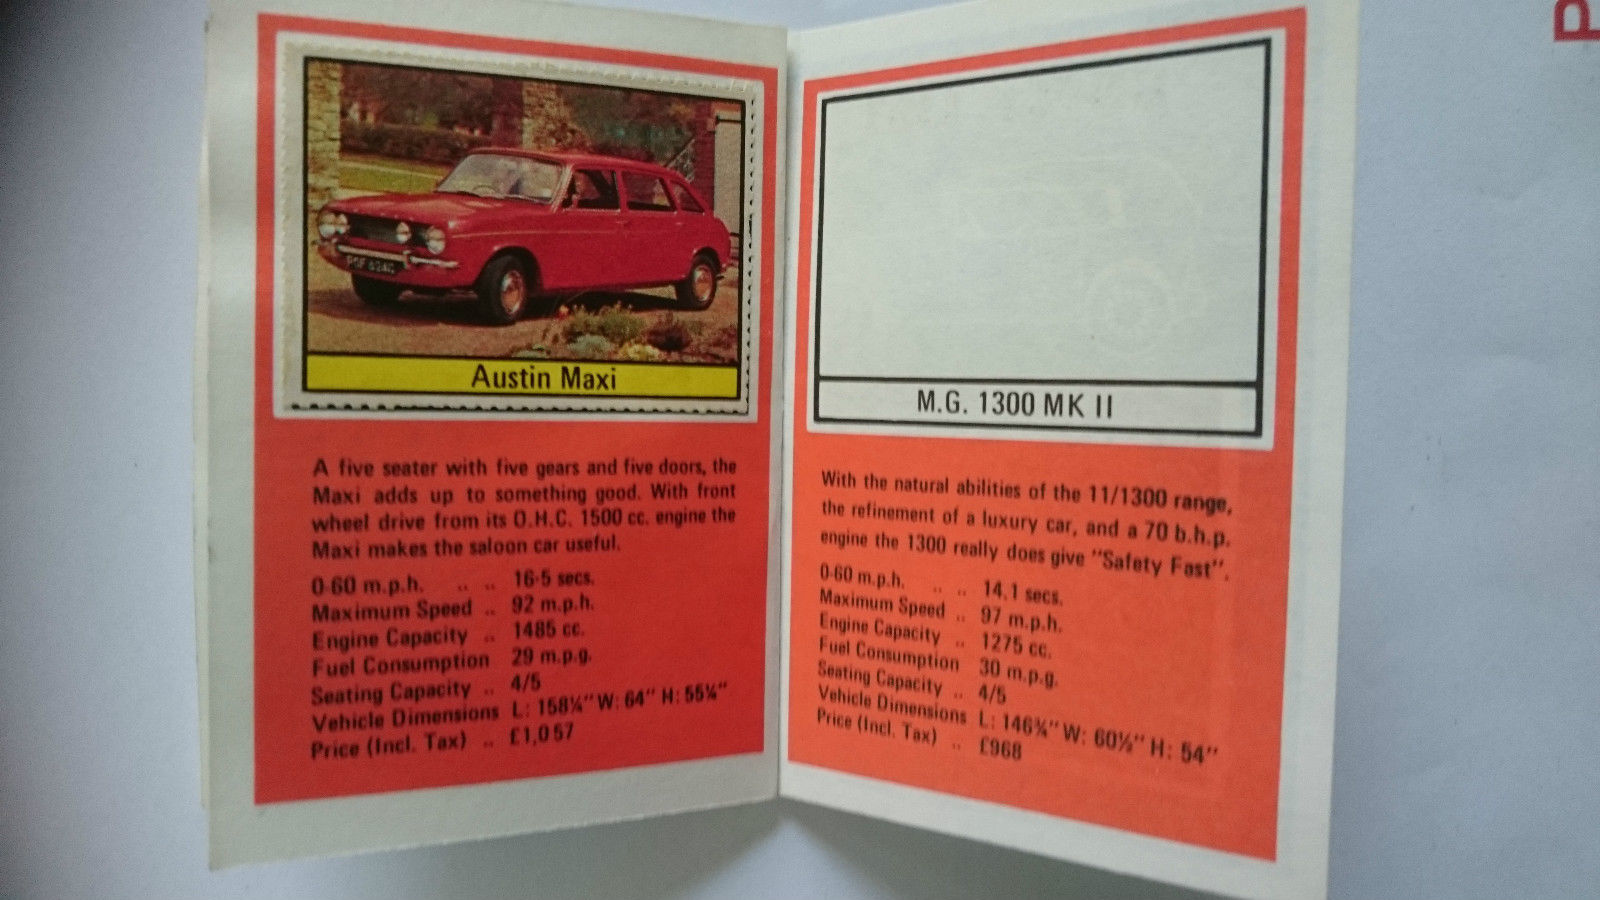 Austin Maxi
A five seater with five gears and five doors, the
Maxi adds up to something good. With front
wheel drive from its O.H.C. 1500 cc. engine the
Maxi makes the saloon car useful.
0-60 m.p.h. .. .. 16·5 secs.
Maximum Speed .. 92 m.p.h.
Engine Capacity .. 1485 cc.
Fuel Consumption 29 m.p.g.
Seating Capacity .. 4/5
Vehicle Dimensions L: 158¼" W: 64" H: 55¼"
Price (Incl. Tax) .. £1,057
M.G. 1300 MK II
With the natural abilities of the 11/1300 range,
the refinement of a luxury car, and a 70 b.h.p.
engine the 1300 really does give "Safety Fast".
0-60 m.p.h. .. .. 14.1 secs.
Maximum Speed .. 97 m.p.h.
Engine Capacity .. 1275 cc.
Fuel Consumption 30 m.p.g.
Seating Capacity .. 4/5
Vehicle Dimensions L: 146¾" W: 60½" H: 54"
Price (Incl. Tax) .. £968
P